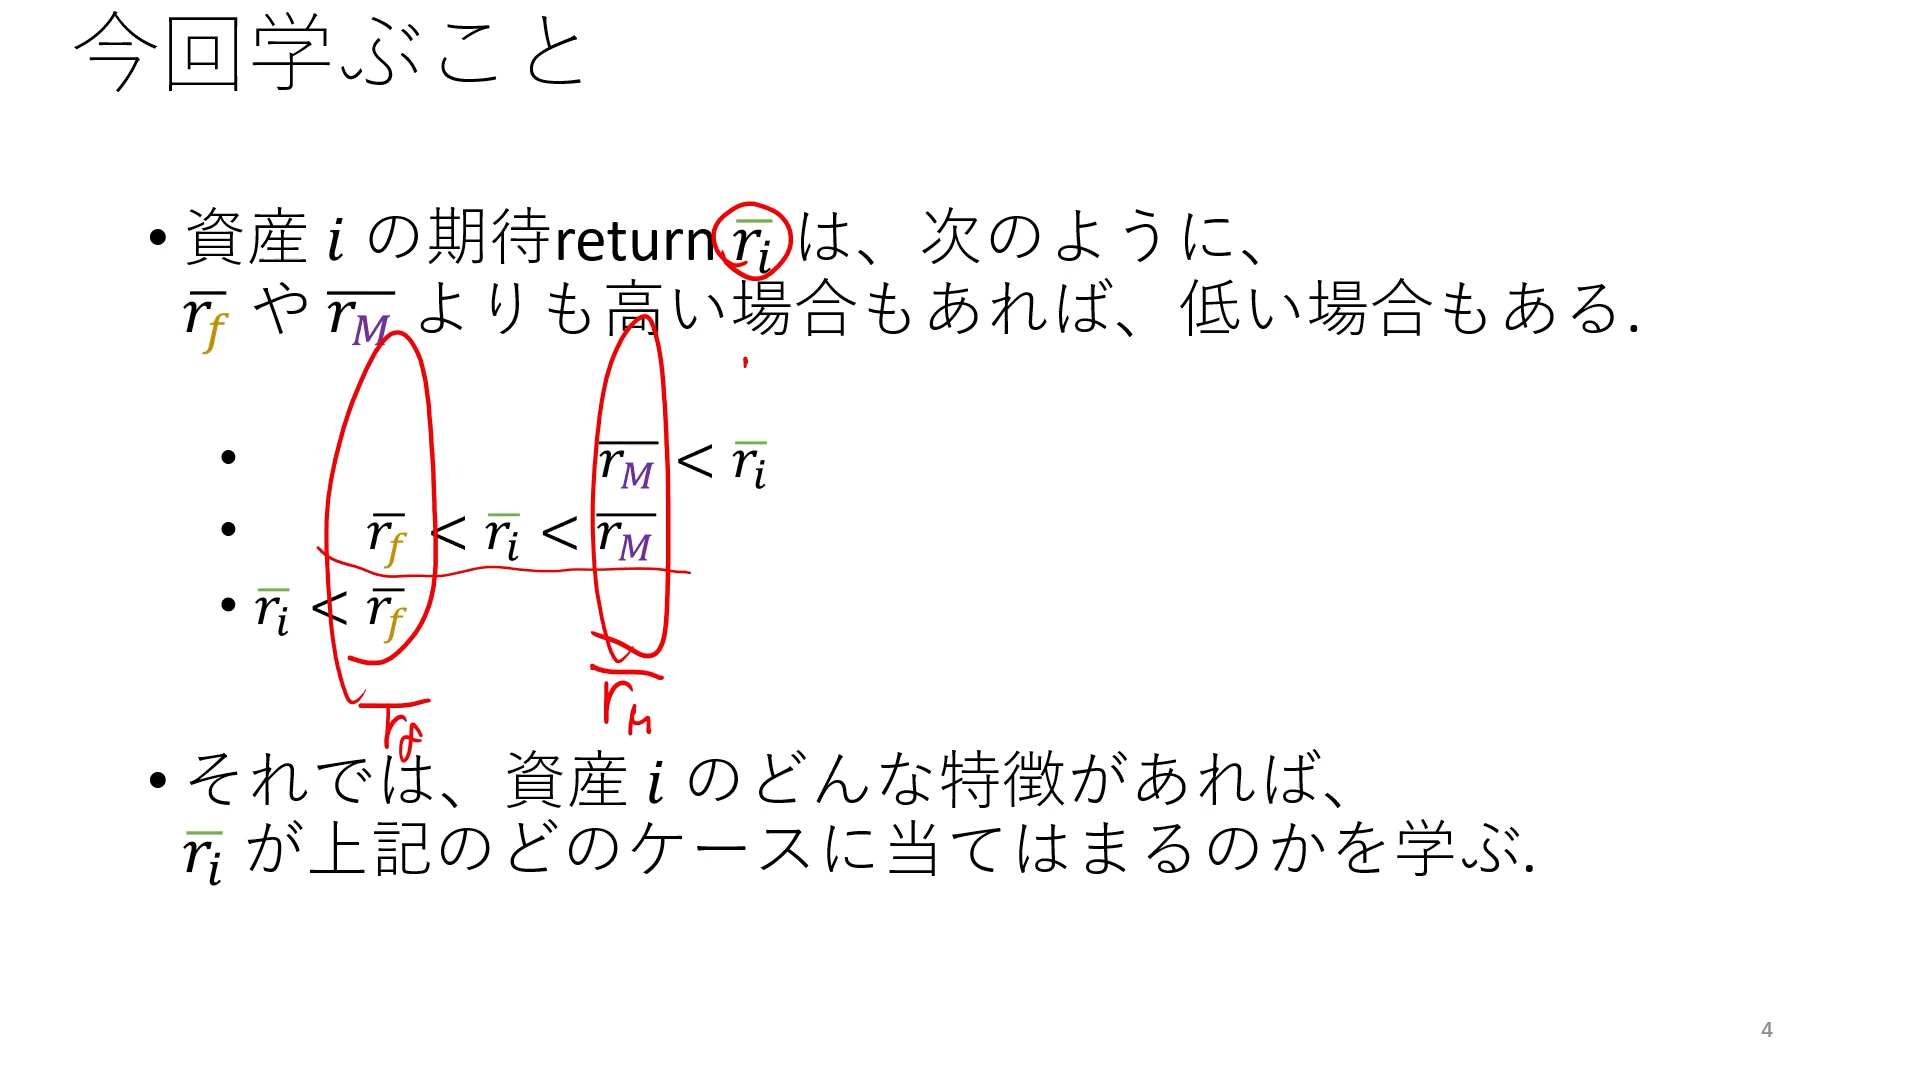 今回学ぶこと
• 資産 i の期待return r̅ᵢ は、次のように、
r̅_f や r̅_M よりも高い場合もあれば、低い場合もある.
• r̅_M < r̅ᵢ
• r̅_f < r̅ᵢ < r̅_M
• r̅ᵢ < r̅_f
r̅_M
r̅_f
• それでは、資産 i のどんな特徴があれば、
r̅ᵢ が上記のどのケースに当てはまるのかを学ぶ.
4